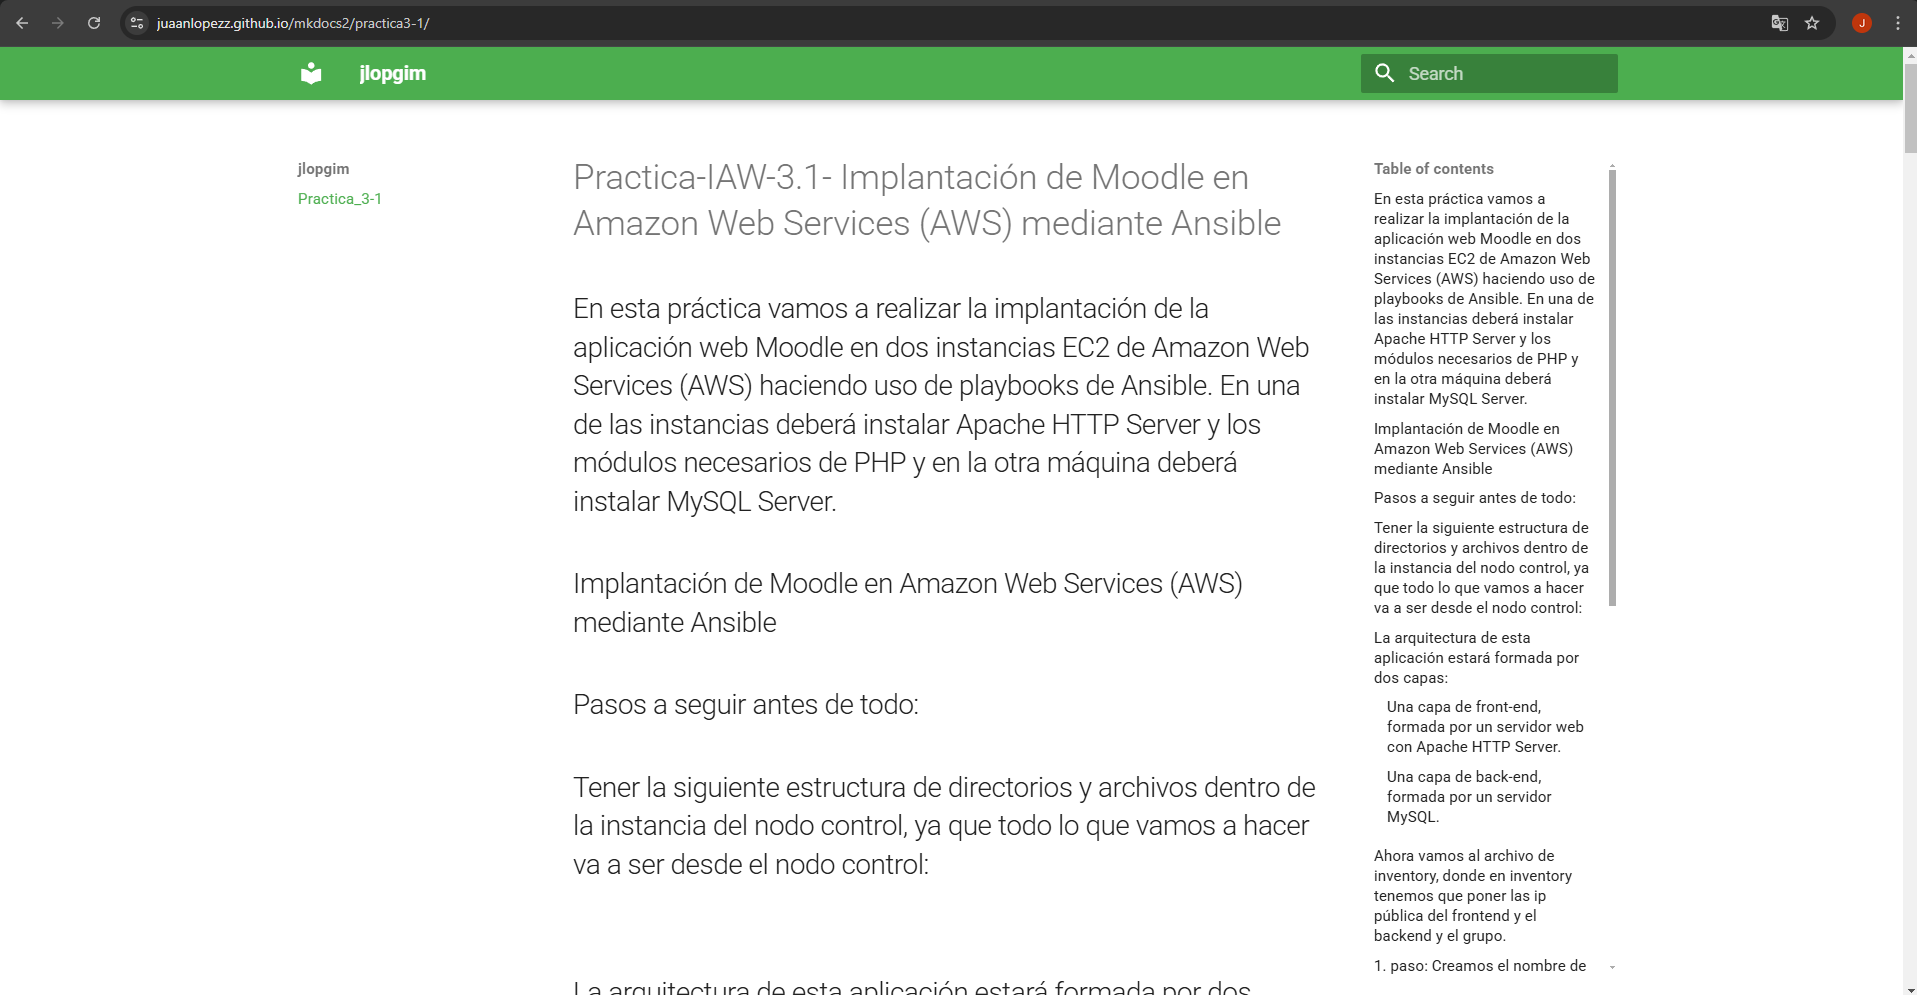 juaanlopezz.github.io/mkdocs2/practica3-1/
J
jlopgim
Search
jlopgim
Practica_3-1
Practica-IAW-3.1- Implantación de Moodle en
Amazon Web Services (AWS) mediante Ansible
En esta práctica vamos a realizar la implantación de la
aplicación web Moodle en dos instancias EC2 de Amazon Web
Services (AWS) haciendo uso de playbooks de Ansible. En una
de las instancias deberá instalar Apache HTTP Server y los
módulos necesarios de PHP y en la otra máquina deberá
instalar MySQL Server.
Implantación de Moodle en Amazon Web Services (AWS)
mediante Ansible
Pasos a seguir antes de todo:
Tener la siguiente estructura de directorios y archivos dentro de
la instancia del nodo control, ya que todo lo que vamos a hacer
va a ser desde el nodo control:
La arquitectura de esta aplicación estará formada por dos
Table of contents
En esta práctica vamos a
realizar la implantación de la
aplicación web Moodle en dos
instancias EC2 de Amazon Web
Services (AWS) haciendo uso de
playbooks de Ansible. En una de
las instancias deberá instalar
Apache HTTP Server y los
módulos necesarios de PHP y
en la otra máquina deberá
instalar MySQL Server.
Implantación de Moodle en
Amazon Web Services (AWS)
mediante Ansible
Pasos a seguir antes de todo:
Tener la siguiente estructura de
directorios y archivos dentro de
la instancia del nodo control, ya
que todo lo que vamos a hacer
va a ser desde el nodo control:
La arquitectura de esta
aplicación estará formada por
dos capas:
Una capa de front-end,
formada por un servidor web
con Apache HTTP Server.
Una capa de back-end,
formada por un servidor
MySQL.
Ahora vamos al archivo de
inventory, donde en inventory
tenemos que poner las ip
pública del frontend y el
backend y el grupo.
1. paso: Creamos el nombre de